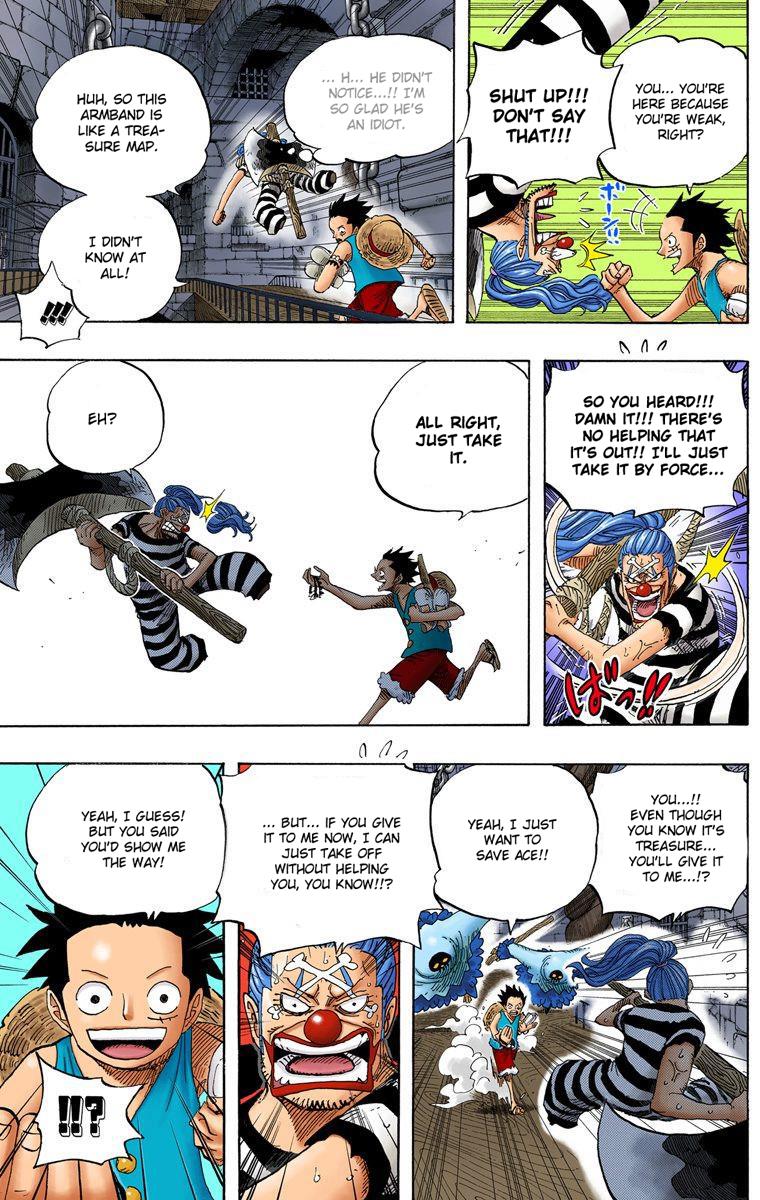 YOU... YOU'RE
HERE BECAUSE
YOU'RE WEAK,
RIGHT?
SHUT UP!!!
DON'T SAY
THAT!!!
ボーン!!
... H... HE DIDN'T
NOTICE...!! I'M
SO GLAD HE'S
AN IDIOT.
HUH, SO THIS
ARMBAND IS
LIKE A TREA-
SURE MAP.
I DIDN'T
KNOW AT
ALL!
!!!
SO YOU HEARD!!!
DAMN IT!!! THERE'S
NO HELPING THAT
IT'S OUT!! I'LL JUST
TAKE IT BY FORCE...
ばっ!!
ALL RIGHT,
JUST TAKE
IT.
EH?
YOU...!!
EVEN THOUGH
YOU KNOW IT'S
TREASURE...
YOU'LL GIVE IT
TO ME...!?
YEAH, I JUST
WANT TO
SAVE ACE!!
... BUT... IF YOU GIVE
IT TO ME NOW, I CAN
JUST TAKE OFF
WITHOUT HELPING
YOU, YOU KNOW!!?
YEAH, I GUESS!
BUT YOU SAID
YOU'D SHOW ME
THE WAY!
!!?